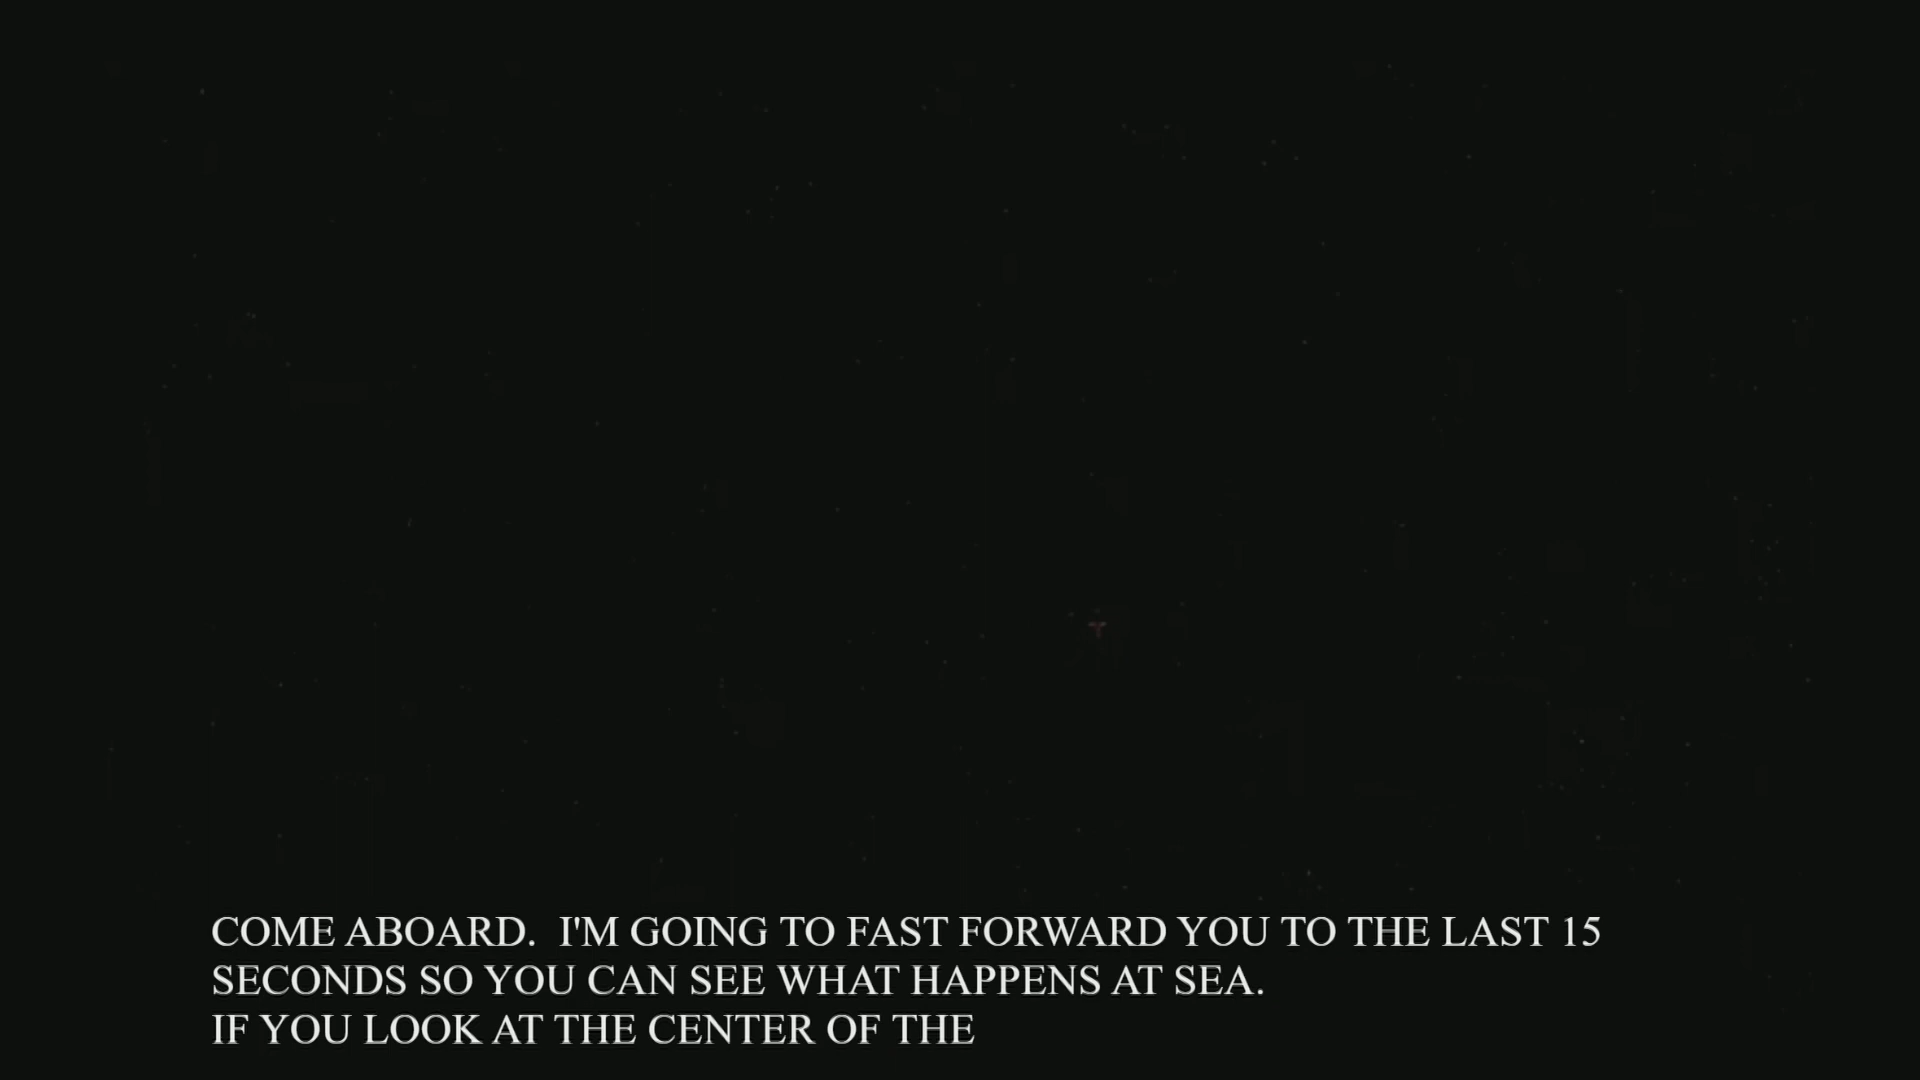 COME ABOARD.  I'M GOING TO FAST FORWARD YOU TO THE LAST 15
SECONDS SO YOU CAN SEE WHAT HAPPENS AT SEA.
IF YOU LOOK AT THE CENTER OF THE